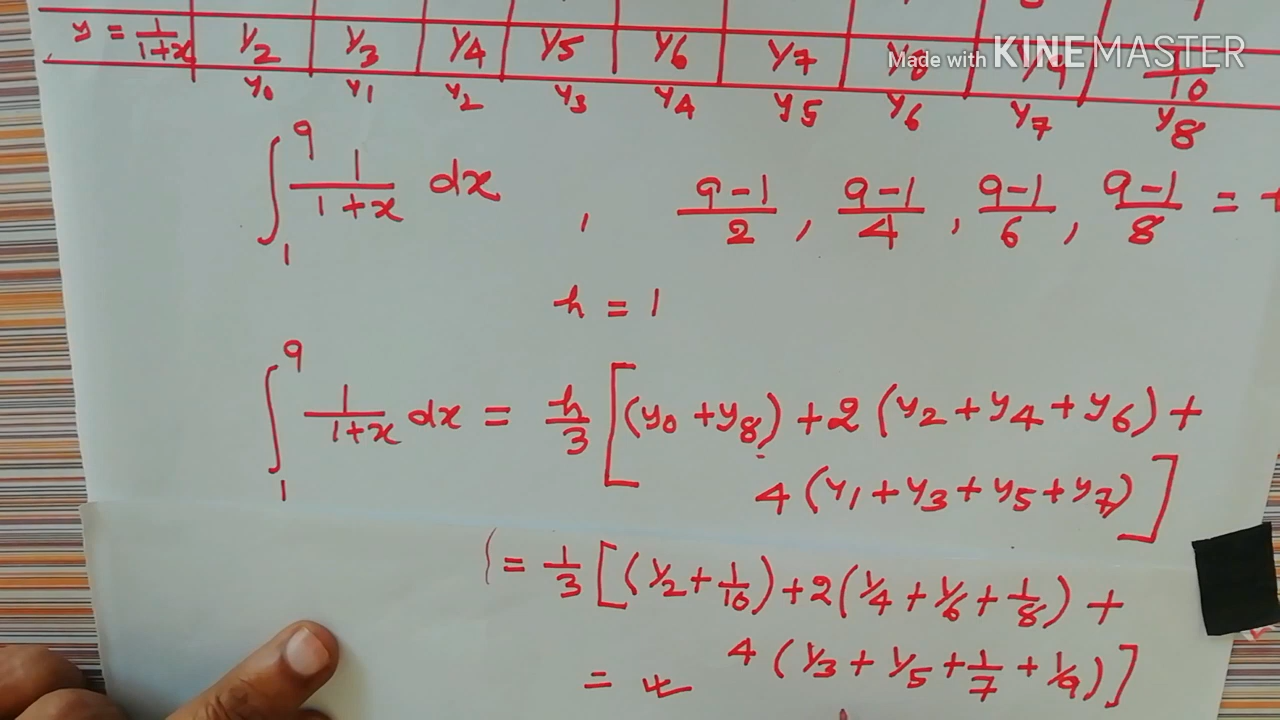 Made with KINEMASTER
y = 1/(1+x) 1/2 1/3 1/4 1/5 1/6 1/7 1/8 1/9 1/10
y₀ y₁ y₂ y₃ y₄ y₅ y₆ y₇ y₈
∫₁⁹ 1/(1+x) dx , (9-1)/2, (9-1)/4, (9-1)/6, (9-1)/8 =
h = 1
∫₁⁹ 1/(1+x) dx = h/3 [(y₀ + y₈) + 2 (y₂ + y₄ + y₆) +
4 (y₁ + y₃ + y₅ + y₇)]
= 1/3 [(1/2 + 1/10) + 2(1/4 + 1/6 + 1/8) +
4 (1/3 + 1/5 + 1/7 + 1/9)]
=